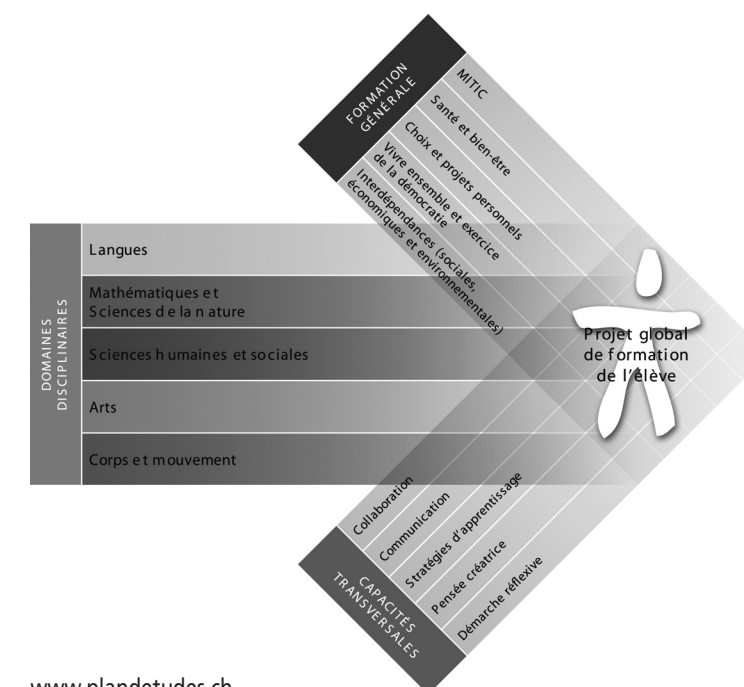 FORMATION
GÉNÉRALE
MITIC
Santé et bien-être
Choix et projets personnels
Vivre ensemble et exercice
de la démocratie
Interdépendances (sociales,
économiques et environnementales)
DOMAINES
DISCIPLINAIRES
Langues
Mathématiques et
Sciences de la nature
Sciences humaines et sociales
Arts
Corps et mouvement
Projet global
de formation
de l'élève
CAPACITÉS
TRANSVERSALES
Collaboration
Communication
Stratégies d'apprentissage
Pensée créatrice
Démarche réflexive
www.plandetudes.ch